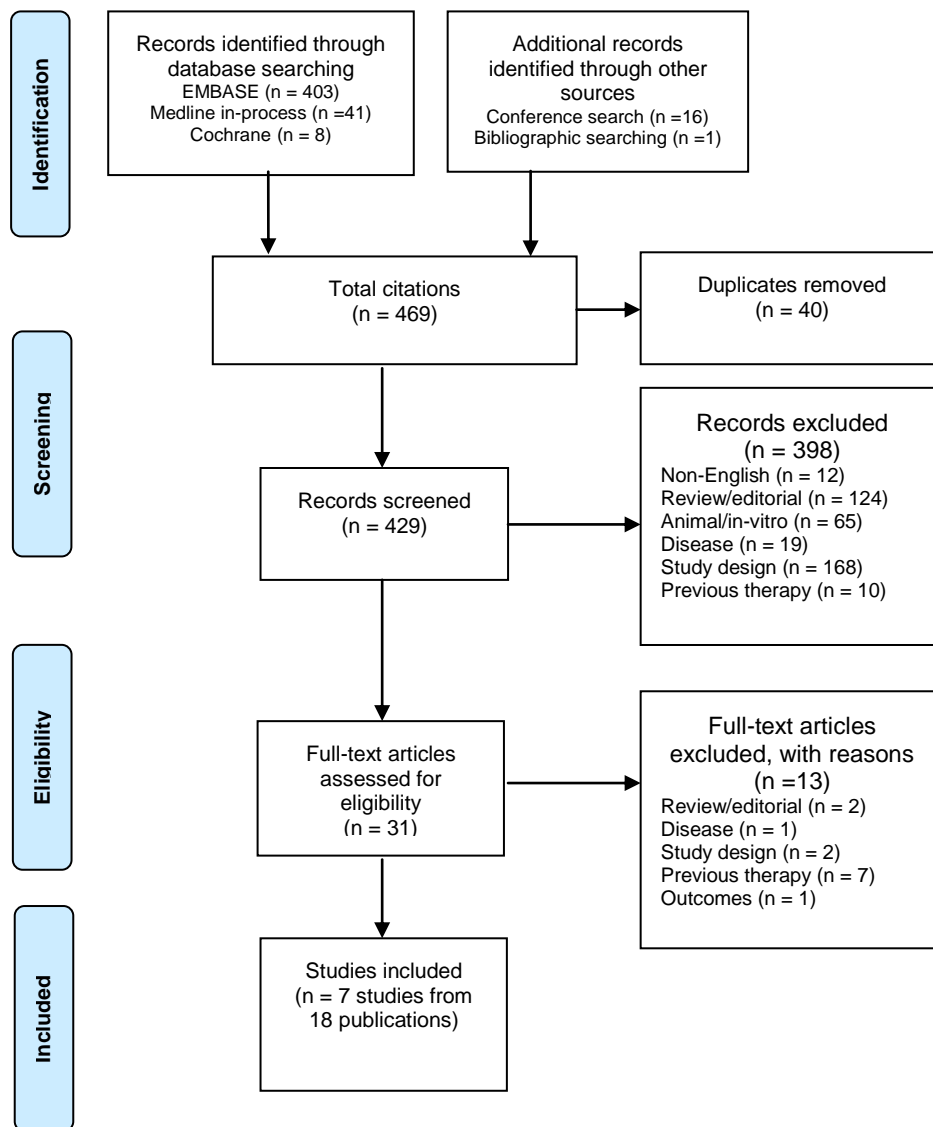 Identification
Records identified through
database searching
EMBASE (n = 403)
Medline in-process (n =41)
Cochrane (n = 8)
Additional records
identified through other
sources
Conference search (n =16)
Bibliographic searching (n =1)
Total citations
(n = 469)
Duplicates removed
(n = 40)
Screening
Records screened
(n = 429)
Records excluded
(n = 398)
Non-English (n = 12)
Review/editorial (n = 124)
Animal/in-vitro (n = 65)
Disease (n = 19)
Study design (n = 168)
Previous therapy (n = 10)
Eligibility
Full-text articles
assessed for
eligibility
(n = 31)
Full-text articles
excluded, with reasons
(n =13)
Review/editorial (n = 2)
Disease (n = 1)
Study design (n = 2)
Previous therapy (n = 7)
Outcomes (n = 1)
Included
Studies included
(n = 7 studies from
18 publications)